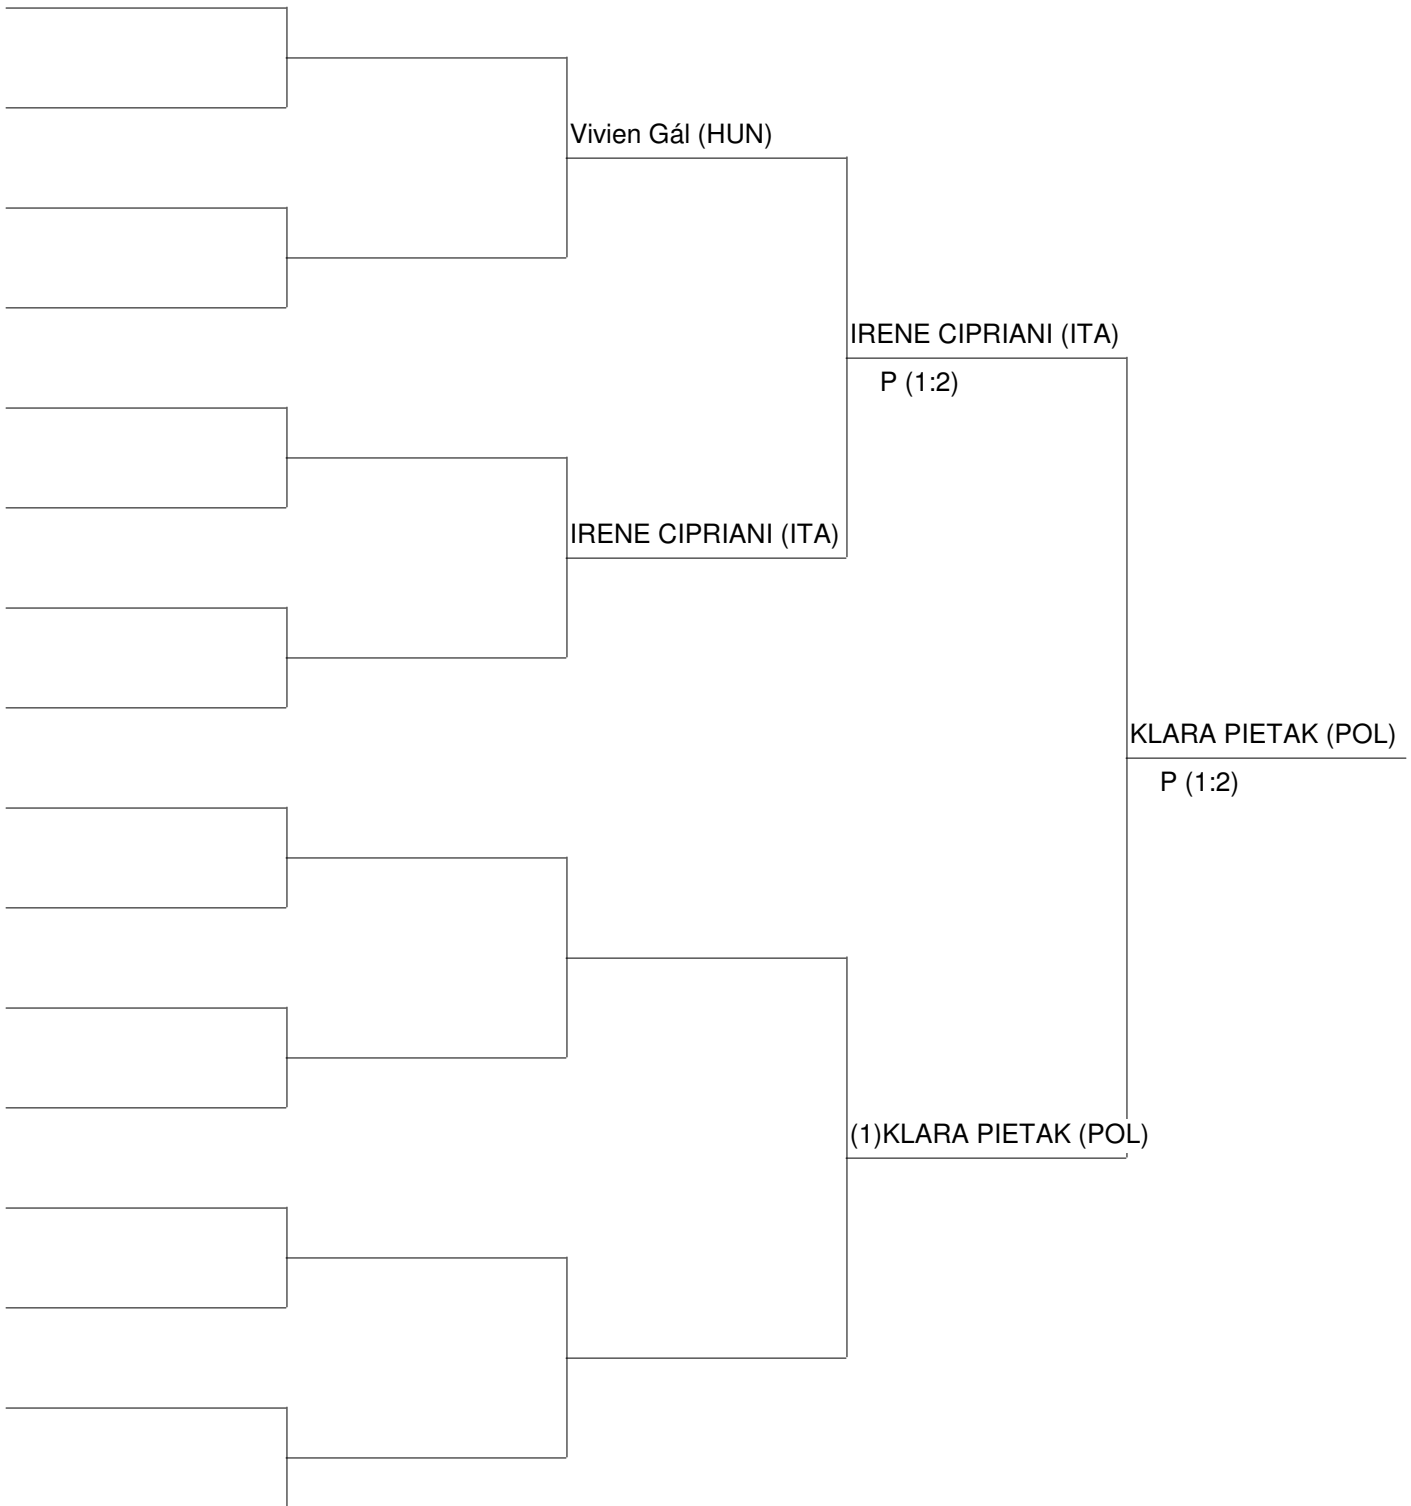 Vivien Gál (HUN)
IRENE CIPRIANI (ITA)
P (1:2)
IRENE CIPRIANI (ITA)
KLARA PIETAK (POL)
P (1:2)
(1)KLARA PIETAK (POL)